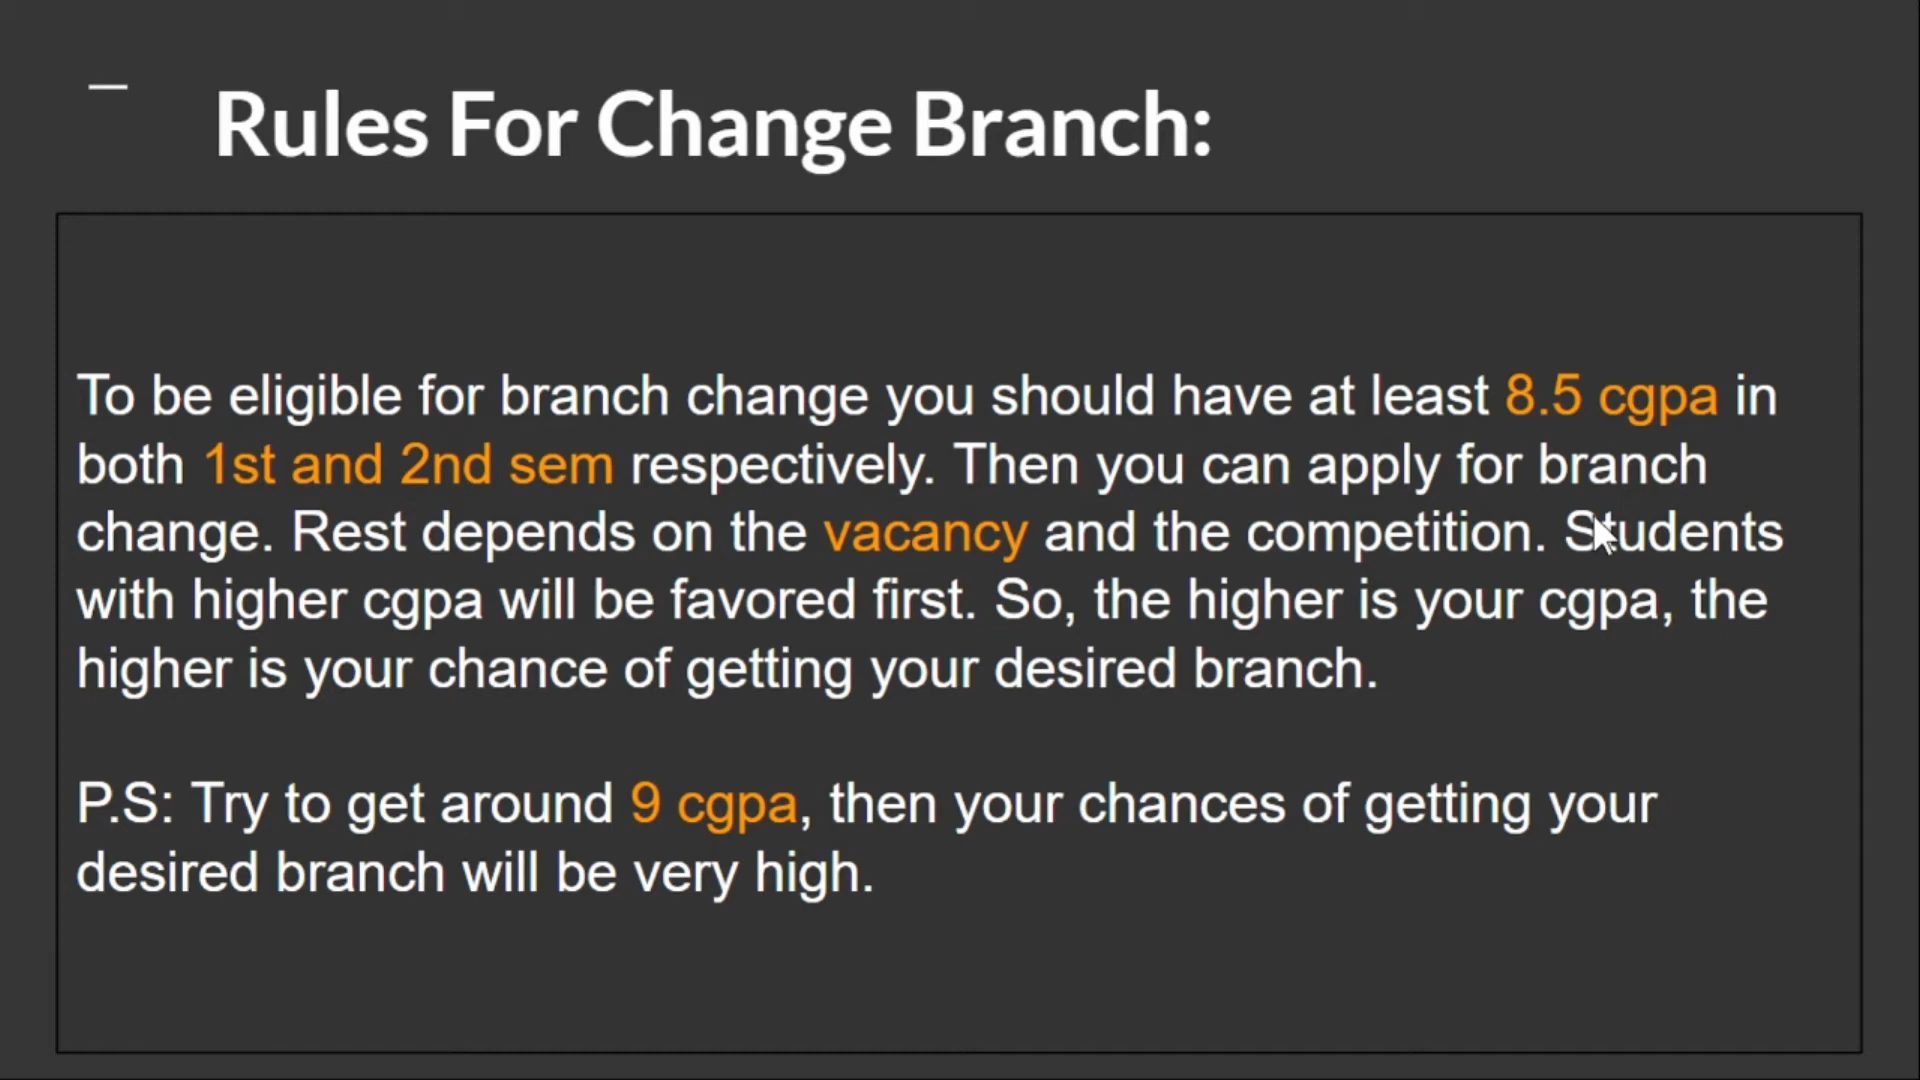 Rules For Change Branch:
To be eligible for branch change you should have at least 8.5 cgpa in
both 1st and 2nd sem respectively. Then you can apply for branch
change. Rest depends on the vacancy and the competition. Students
with higher cgpa will be favored first. So, the higher is your cgpa, the
higher is your chance of getting your desired branch.
P.S: Try to get around 9 cgpa, then your chances of getting your
desired branch will be very high.